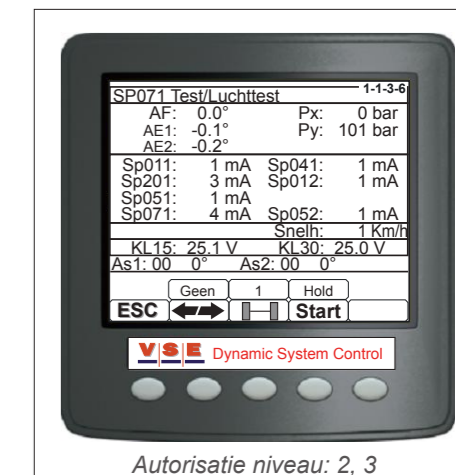 SP071 Test/Luchttest 1-1-3-6
AF: 0.0° Px: 0 bar
AE1: -0.1° Py: 101 bar
AE2: -0.2°
Sp011: 1 mA Sp041: 1 mA
Sp201: 3 mA Sp012: 1 mA
Sp051: 1 mA
Sp071: 4 mA Sp052: 1 mA
Snelh: 1 Km/h
KL15: 25.1 V KL30: 25.0 V
As1: 00 0° As2: 00 0°
Geen 1 Hold
ESC Start
VSE Dynamic System Control
Autorisatie niveau: 2, 3